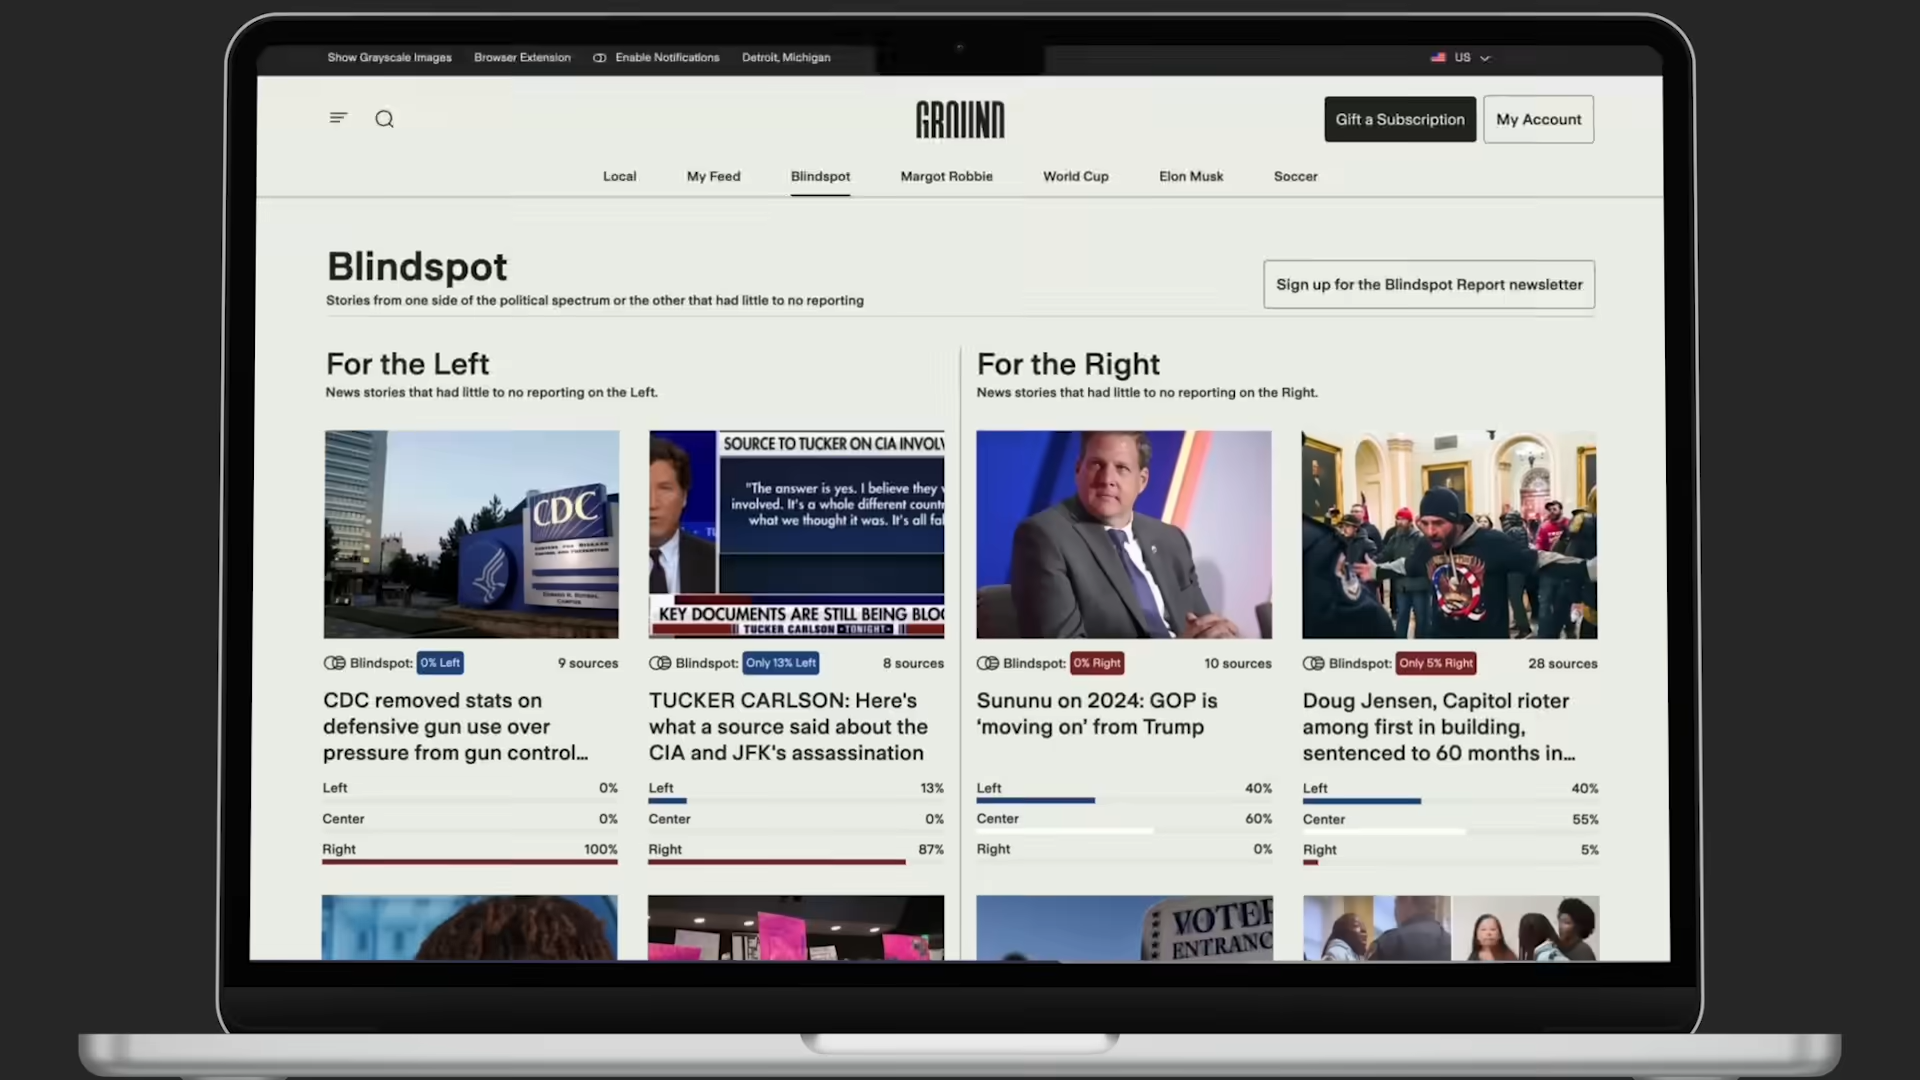 Show Grayscale Images Browser Extension Enable Notifications Detroit, Michigan US
GROUND
Gift a Subscription My Account
Local My Feed Blindspot Margot Robbie World Cup Elon Musk Soccer
Blindspot
Stories from one side of the political spectrum or the other that had little to no reporting
Sign up for the Blindspot Report newsletter
For the Left
News stories that had little to no reporting on the Left.
CDC
SOURCE TO TUCKER ON CIA INVOLV
"The answer is yes. I believe they
involved. It's a whole different count
what we thought it was. It's all fa
KEY DOCUMENTS ARE STILL BEING BLO
TUCKER CARLSON TONIGHT
Blindspot: 0% Left 9 sources
CDC removed stats on
defensive gun use over
pressure from gun control...
Left 0%
Center 0%
Right 100%
Blindspot: Only 13% Left 8 sources
TUCKER CARLSON: Here's
what a source said about the
CIA and JFK's assassination
Left 13%
Center 0%
Right 87%
For the Right
News stories that had little to no reporting on the Right.
Blindspot: 0% Right 10 sources
Sununu on 2024: GOP is
‘moving on’ from Trump
Left 40%
Center 60%
Right 0%
Blindspot: Only 5% Right 28 sources
Doug Jensen, Capitol rioter
among first in building,
sentenced to 60 months in...
Left 40%
Center 55%
Right 5%
VOTER
ENTRANC